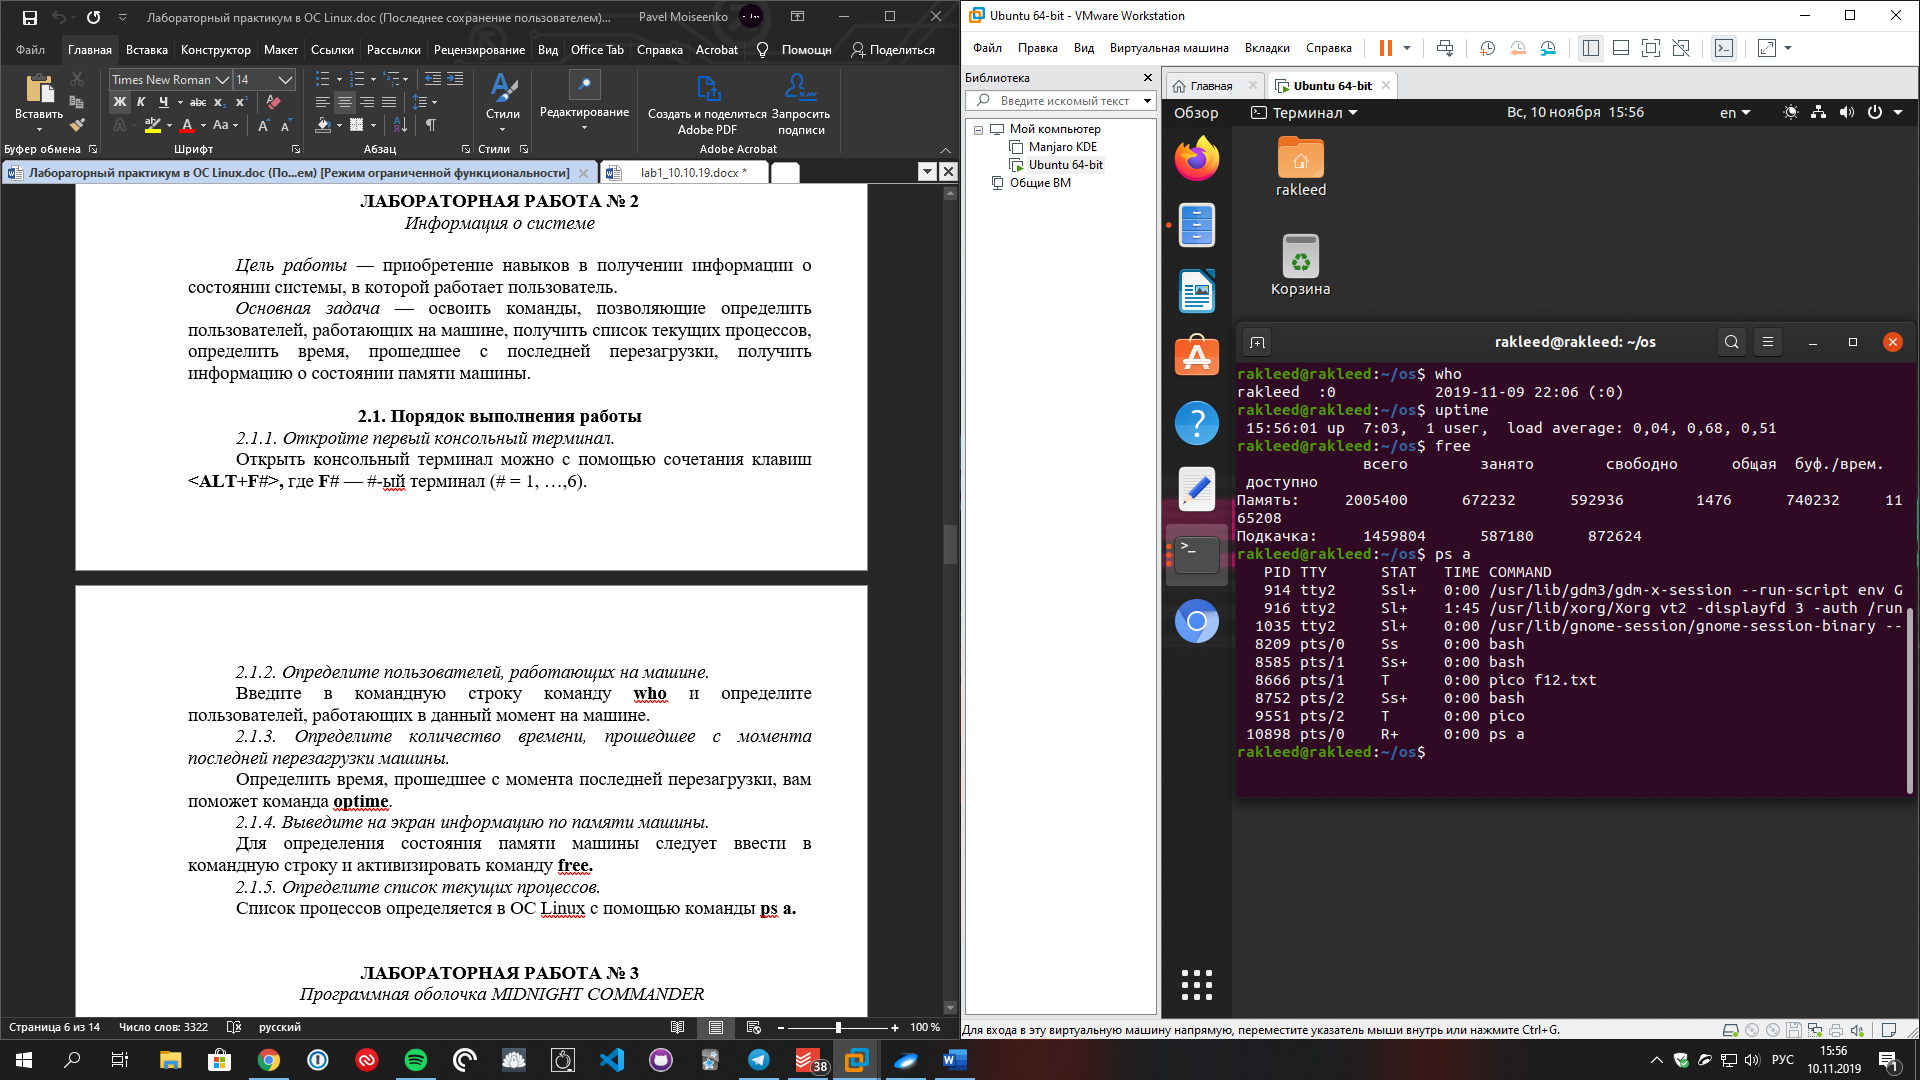 Лабораторный практикум в ОС Linux.doc (Последнее сохранение пользователем)...
Pavel Moiseenko
Файл Главная Вставка Конструктор Макет Ссылки Рассылки Рецензирование Вид Office Tab Справка Acrobat Помощн Поделиться
Times New Roman 14
Ж К Ч abc x₂ x²
Aa
Вставить
Стили
Редактирование
Создать и поделиться Adobe PDF
Запросить подписи
Буфер обмена Шрифт Абзац Стили Adobe Acrobat
Лабораторный практикум в ОС Linux.doc (По...ем) [Режим ограниченной функциональности]
lab1_10.10.19.docx *
ЛАБОРАТОРНАЯ РАБОТА № 2
Информация о системе
Цель работы — приобретение навыков в получении информации о
состоянии системы, в которой работает пользователь.
Основная задача — освоить команды, позволяющие определить
пользователей, работающих на машине, получить список текущих процессов,
определить время, прошедшее с последней перезагрузки, получить
информацию о состоянии памяти машины.
2.1. Порядок выполнения работы
2.1.1. Откройте первый консольный терминал.
Открыть консольный терминал можно с помощью сочетания клавиш
<ALT+F#>, где F# — #-ый терминал (# = 1, …,6).
2.1.2. Определите пользователей, работающих на машине.
Введите в командную строку команду who и определите
пользователей, работающих в данный момент на машине.
2.1.3. Определите количество времени, прошедшее с момента
последней перезагрузки машины.
Определить время, прошедшее с момента последней перезагрузки, вам
поможет команда optime.
2.1.4. Выведите на экран информацию по памяти машины.
Для определения состояния памяти машины следует ввести в
командную строку и активизировать команду free.
2.1.5. Определите список текущих процессов.
Список процессов определяется в ОС Linux с помощью команды ps a.
ЛАБОРАТОРНАЯ РАБОТА № 3
Программная оболочка MIDNIGHT COMMANDER
Страница 6 из 14 Число слов: 3322 русский 100 %
Ubuntu 64-bit - VMware Workstation
Файл Правка Вид Виртуальная машина Вкладки Справка
Библиотека
Введите искомый текст
Мой компьютер
Manjaro KDE
Ubuntu 64-bit
Общие ВМ
Главная
Ubuntu 64-bit
Обзор Терминал Вс, 10 ноября 15:56 en
rakleed
Корзина
rakleed@rakleed: ~/os
rakleed@rakleed:~/os$ who
rakleed :0 2019-11-09 22:06 (:0)
rakleed@rakleed:~/os$ uptime
15:56:01 up 7:03, 1 user, load average: 0,04, 0,68, 0,51
rakleed@rakleed:~/os$ free
всего занято свободно общая буф./врем.
доступно
Память: 2005400 672232 592936 1476 740232 11
65208
Подкачка: 1459804 587180 872624
rakleed@rakleed:~/os$ ps a
PID TTY STAT TIME COMMAND
914 tty2 Ssl+ 0:00 /usr/lib/gdm3/gdm-x-session --run-script env G
916 tty2 Sl+ 1:45 /usr/lib/xorg/Xorg vt2 -displayfd 3 -auth /run
1035 tty2 Sl+ 0:00 /usr/lib/gnome-session/gnome-session-binary --
8209 pts/0 Ss 0:00 bash
8585 pts/1 Ss+ 0:00 bash
8666 pts/1 T 0:00 pico f12.txt
8752 pts/2 Ss+ 0:00 bash
9551 pts/2 T 0:00 pico
10898 pts/0 R+ 0:00 ps a
rakleed@rakleed:~/os$
Для входа в эту виртуальную машину напрямую, переместите указатель мыши внутрь или нажмите Ctrl+G.
38
РУС
15:56
10.11.2019
1